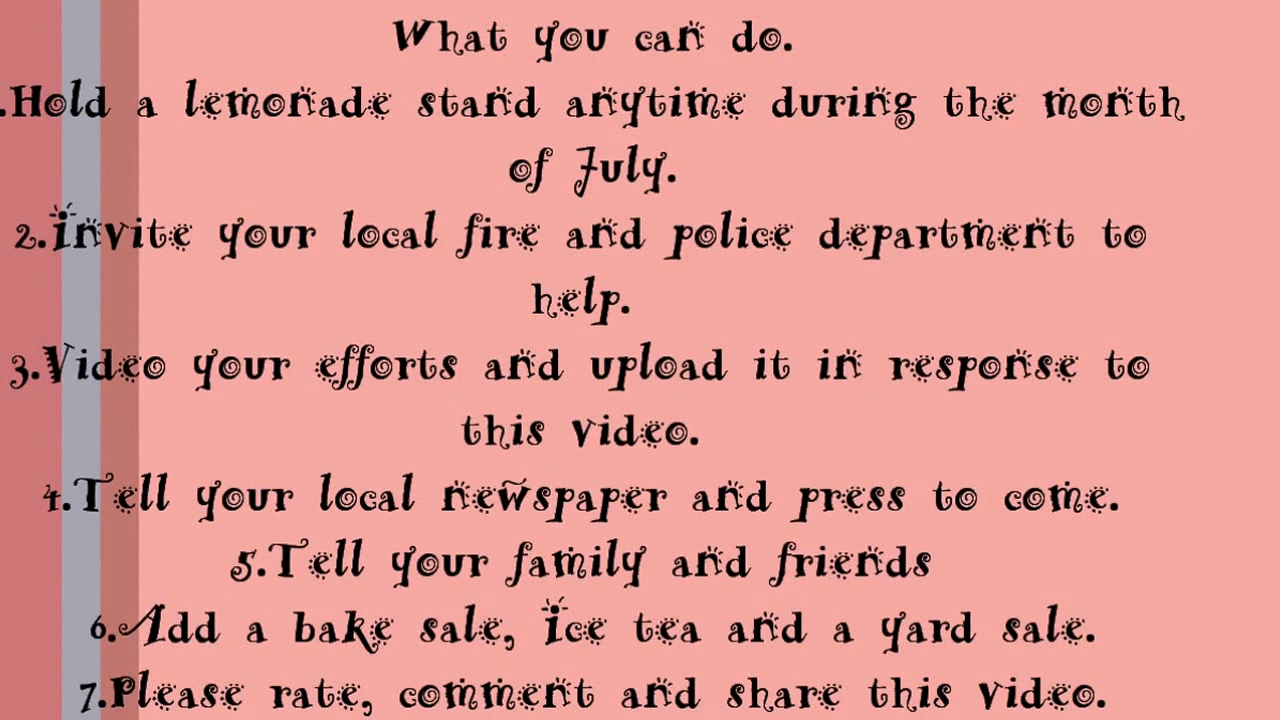 What you can do.
.Hold a lemonade stand anytime during the month
of July.
2.Invite your local fire and police department to
help.
3.Video your efforts and upload it in response to
this video.
4.Tell your local newspaper and press to come.
5.Tell your family and friends
6.Add a bake sale, ice tea and a yard sale.
7.Please rate, comment and share this video.